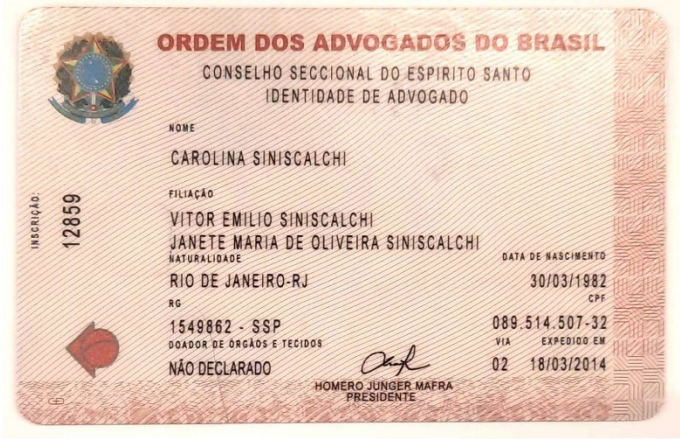 ORDEM DOS ADVOGADOS DO BRASIL
CONSELHO SECCIONAL DO ESPIRITO SANTO
IDENTIDADE DE ADVOGADO
NOME
CAROLINA SINISCALCHI
FILIAÇÃO
VITOR EMILIO SINISCALCHI
JANETE MARIA DE OLIVEIRA SINISCALCHI
NATURALIDADE DATA DE NASCIMENTO
RIO DE JANEIRO-RJ 30/03/1982
RG CPF
1549862 - SSP 089.514.507-32
DOADOR DE ÓRGÃOS E TECIDOS VIA EXPEDIDO EM
NÃO DECLARADO 02 18/03/2014
HOMERO JUNGER MAFRA
PRESIDENTE
INSCRIÇÃO:
12859